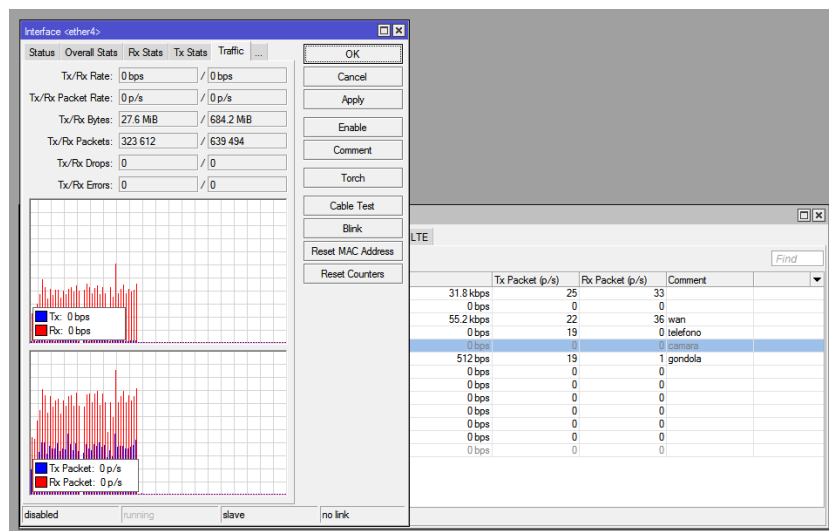 Interface <ether4>
Status Overall Stats Rx Stats Tx Stats Traffic ...
Tx/Rx Rate: 0 bps / 0 bps
Tx/Rx Packet Rate: 0 p/s / 0 p/s
Tx/Rx Bytes: 27.6 MiB / 684.2 MiB
Tx/Rx Packets: 323 612 / 639 494
Tx/Rx Drops: 0 / 0
Tx/Rx Errors: 0 / 0
Tx: 0 bps
Rx: 0 bps
Tx Packet: 0 p/s
Rx Packet: 0 p/s
disabled running slave no link
OK
Cancel
Apply
Enable
Comment
Torch
Cable Test
Blink
Reset MAC Address
Reset Counters
LTE
Find
Tx Packet (p/s) Rx Packet (p/s) Comment
31.8 kbps 25 33
0 bps 0 0
55.2 kbps 22 36 wan
0 bps 19 0 telefono
0 bps 0 0 camara
512 bps 19 1 gondola
0 bps 0 0
0 bps 0 0
0 bps 0 0
0 bps 0 0
0 bps 0 0
0 bps 0 0
0 bps 0 0